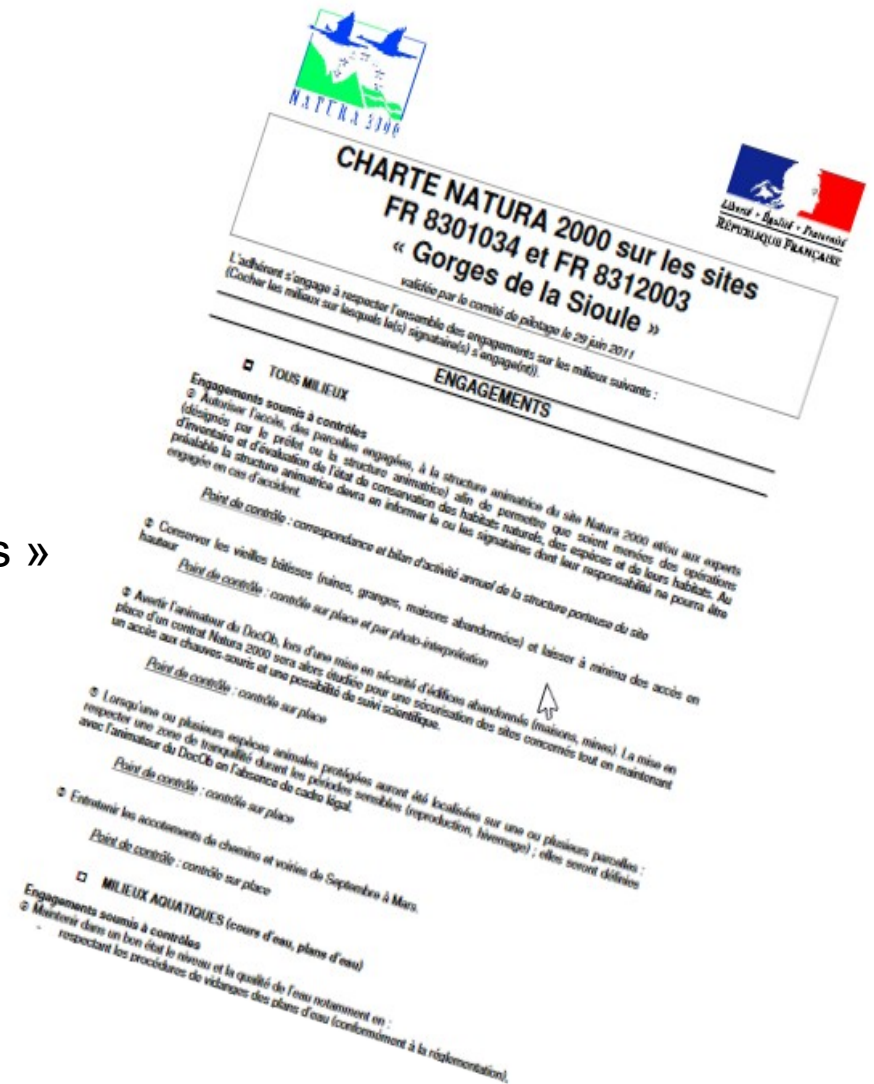 NATURA 2000
Liberté • Égalité • Fraternité
RÉPUBLIQUE FRANÇAISE
CHARTE NATURA 2000 sur les sites
FR 8301034 et FR 8312003
« Gorges de la Sioule »
validée par le comité de pilotage le 29 juin 2011
L'adhérent s'engage à respecter l'ensemble des engagements sur les milieux suivants :
(Cocher les milieux sur lesquels le(s) signataire(s) s'engage(nt)).
ENGAGEMENTS
TOUS MILIEUX
Engagements soumis à contrôles
Autoriser l'accès, des parcelles engagées, à la structure animatrice du site Natura 2000 et/ou aux experts
(désignés par le préfet ou la structure animatrice) afin de permettre que soient menées des opérations
d'inventaire et d'évaluation de l'état de conservation des habitats naturels, des espèces et de leurs habitats. Au
préalable la structure animatrice devra en informer le ou les signataires dont leur responsabilité ne pourra être
engagée en cas d'accident.
Point de contrôle : correspondance et bilan d'activité annuel de la structure porteuse du site
Conserver les vieilles bâtisses (ruines, granges, maisons abandonnées) et laisser à minima des accès en
hauteur
Point de contrôle : contrôle sur place et par photo-interprétation
s »
Avertir l'animateur du DocOb, lors d'une mise en sécurité d'édifices abandonnés (maisons, mines). La mise en
place d'un contrat Natura 2000 sera alors étudiée pour une sécurisation des sites concernés tout en maintenant
un accès aux chauves-souris et une possibilité de suivi scientifique.
Point de contrôle : contrôle sur place
Lorsqu'une ou plusieurs espèces animales protégées auront été localisées sur une ou plusieurs parcelles :
respecter une zone de tranquillité durant les périodes sensibles (reproduction, hivernage) ; elles seront définies
avec l'animateur du DocOb en l'absence de cadre légal.
Point de contrôle : contrôle sur place
Entretenir les accotements de chemins et voiries de Septembre à Mars.
Point de contrôle : contrôle sur place
MILIEUX AQUATIQUES (cours d'eau, plans d'eau)
Engagements soumis à contrôles
Maintenir dans un bon état le niveau et la qualité de l'eau notamment en :
- respectant les procédures de vidanges des plans d'eau (conformément à la réglementation),